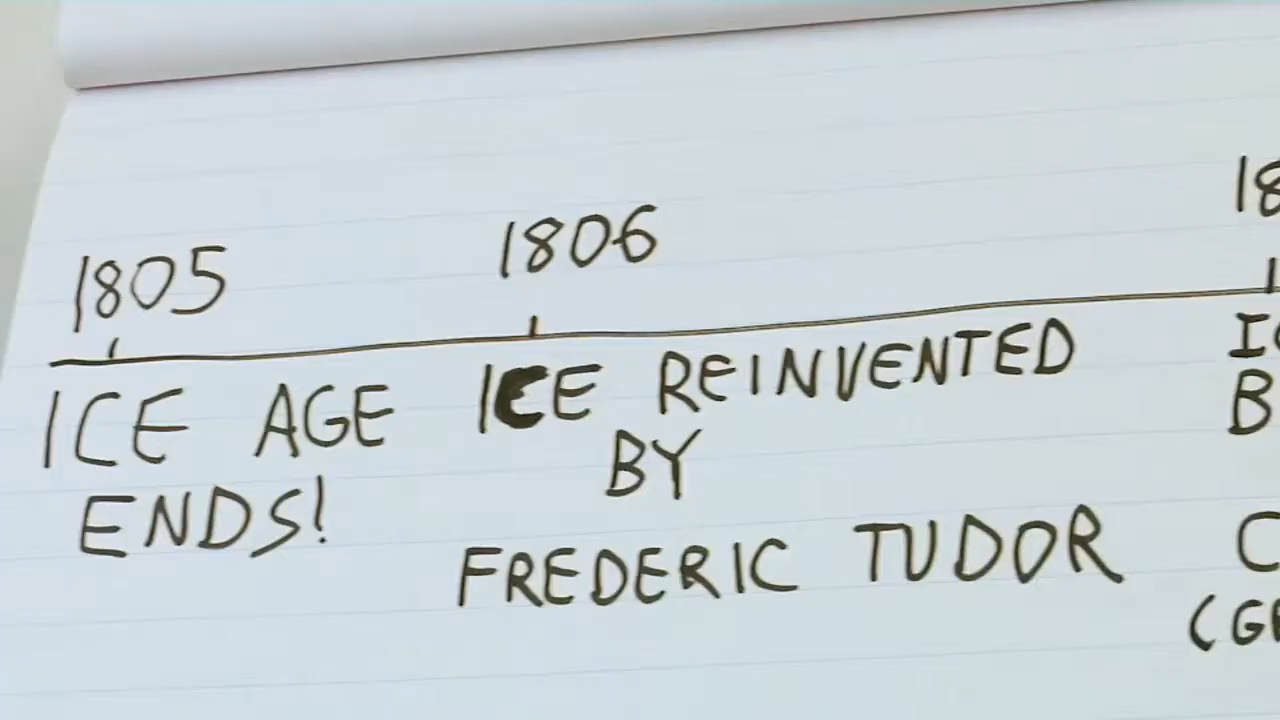 1805
1806
ICE AGE
ENDS!
ICE REINVENTED
BY
FREDERIC TUDOR